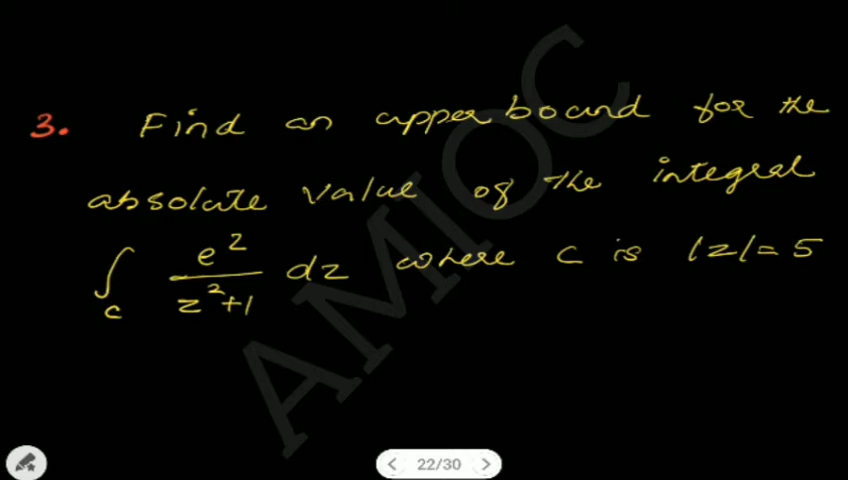 3. Find an upper bound for the
absolute value of the integral
∫_C e^z/(z^2+1) dz where C is |z|=5
AMIOC
22/30